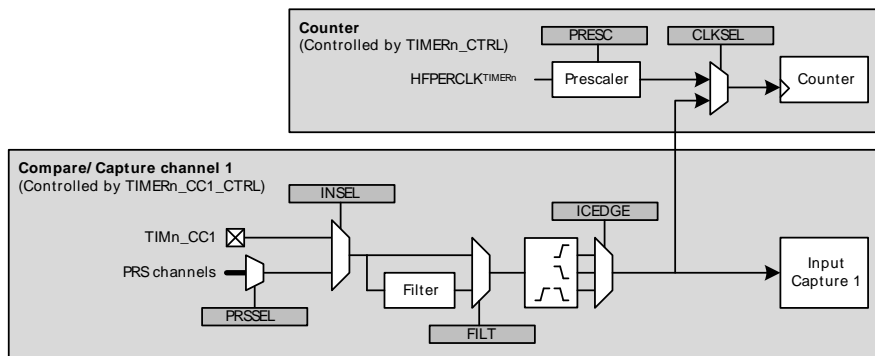 Counter
(Controlled by TIMERn_CTRL)
PRESC
CLKSEL
HFPERCLKTIMERn
Prescaler
Counter
Compare/ Capture channel 1
(Controlled by TIMERn_CC1_CTRL)
INSEL
ICEDGE
TIMn_CC1
PRS channels
Filter
Input
Capture 1
PRSSEL
FILT